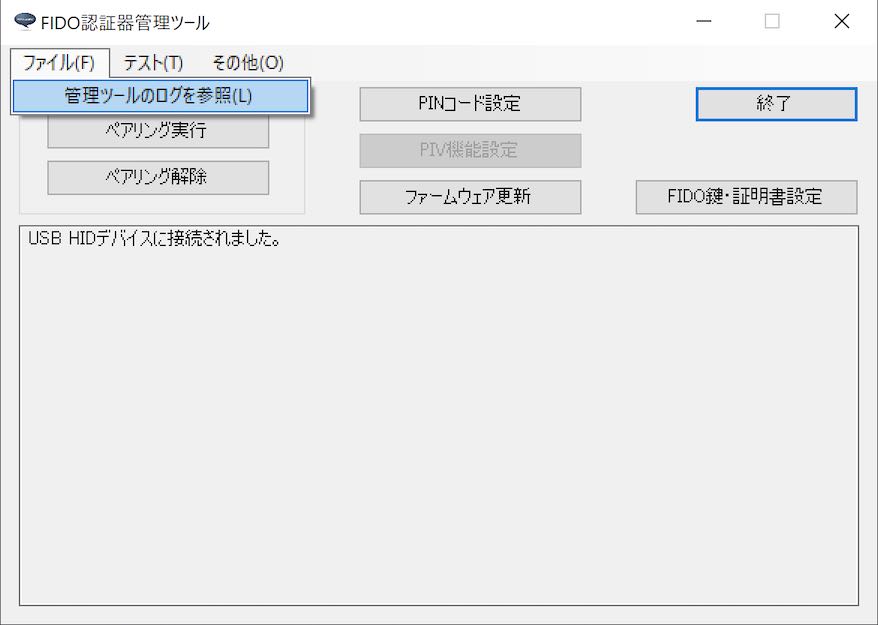 FIDO認証器管理ツール
ファイル(F) テスト(T) その他(O)
管理ツールのログを参照(L)
PINコード設定
終了
ペアリング実行
PIV機能設定
ペアリング解除
ファームウェア更新
FIDO鍵・証明書設定
USB HIDデバイスに接続されました。